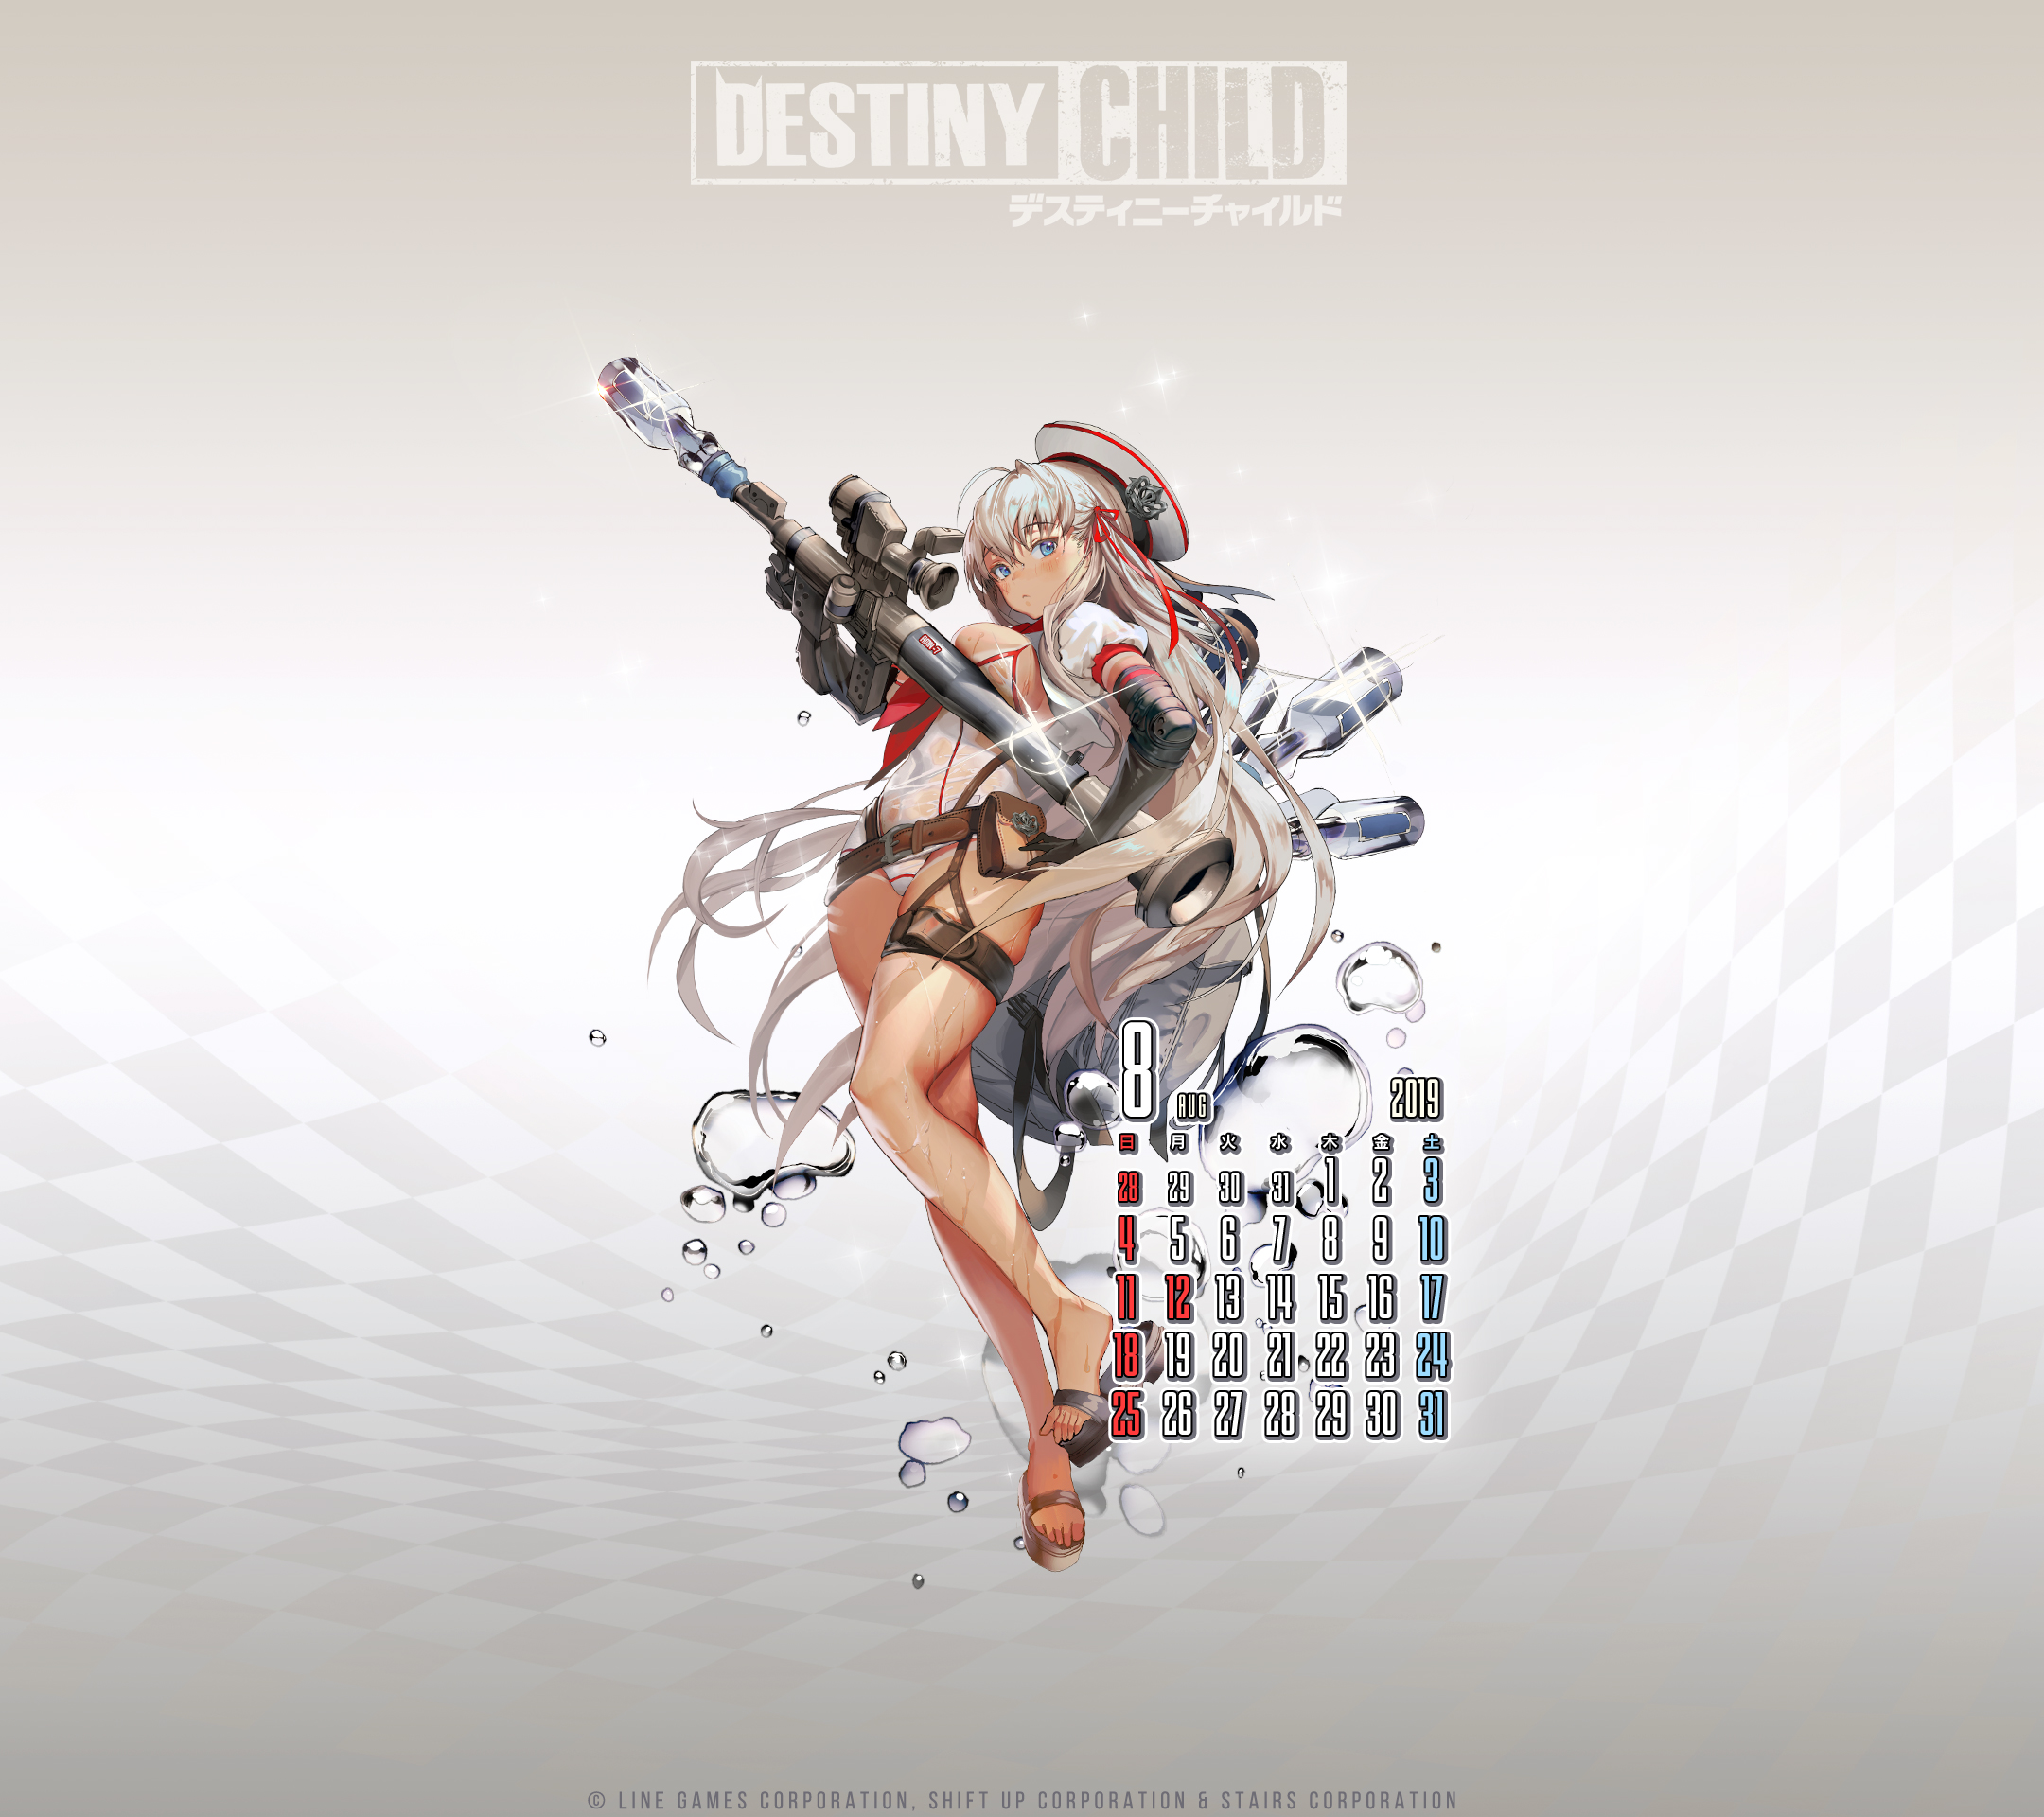 DESTINY CHILD
デスティニーチャイルド
8 AUG 2019
日 月 火 水 木 金 土
28 29 30 31 1 2 3
4 5 6 7 8 9 10
11 12 13 14 15 16 17
18 19 20 21 22 23 24
25 26 27 28 29 30 31
© LINE GAMES CORPORATION, SHIFT UP CORPORATION & STAIRS CORPORATION